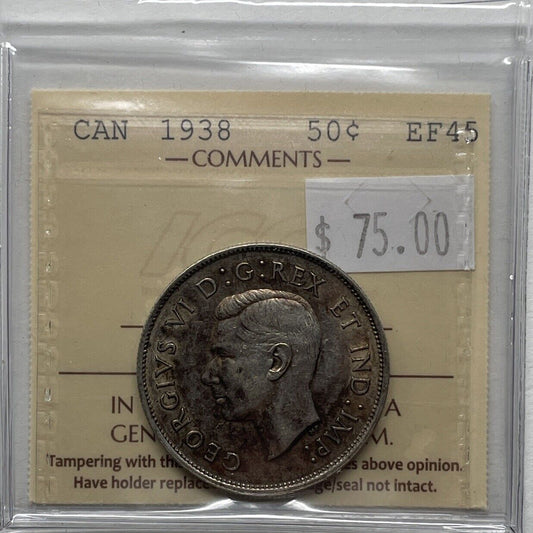 CAN 1938 50¢ EF45
COMMENTS
$ 75.00
GEORGIVS VI D:G:REX ET IND:IMP:
IN A
GEN M.
Tampering with th s above opinion.
Have holder replac ge/seal not intact.